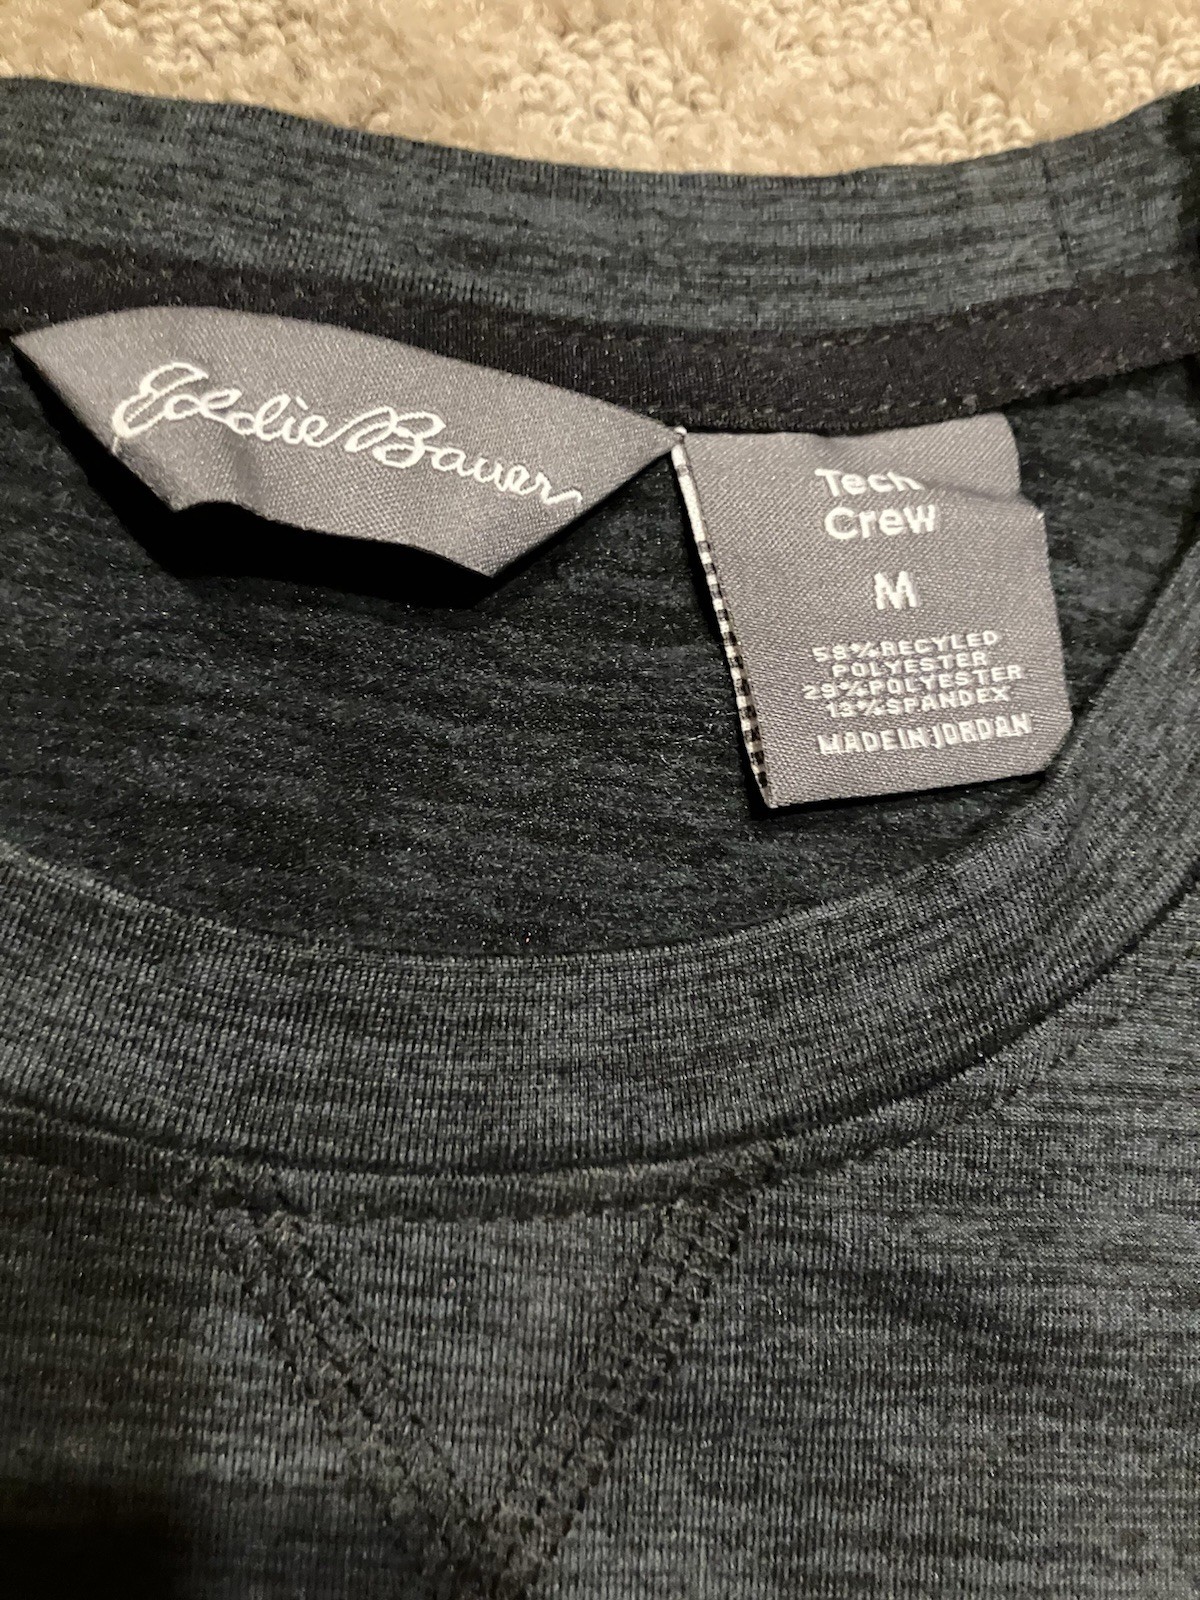 Eddie Bauer
Tech
Crew
M
58%RECYLED
POLYESTER
29%POLYESTER
13%SPANDEX
MADE IN JORDAN